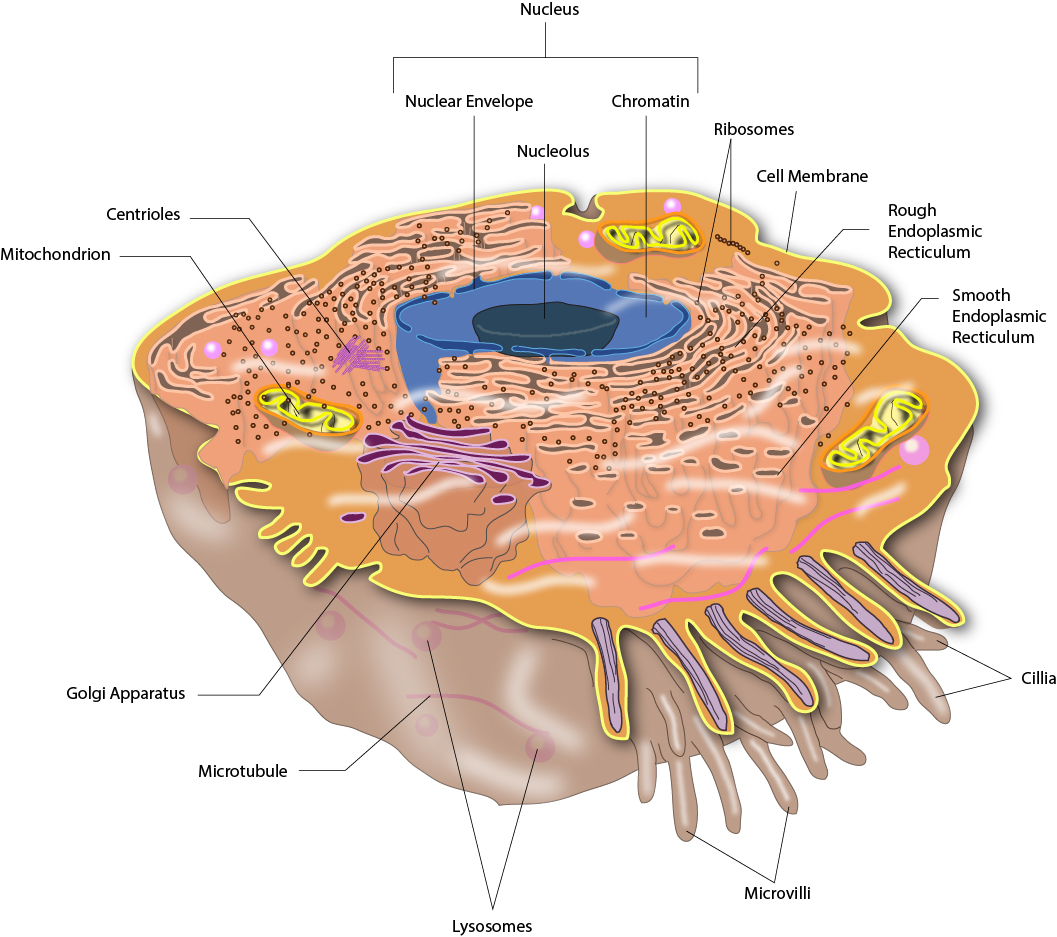 Nucleus
Nuclear Envelope
Chromatin
Ribosomes
Nucleolus
Cell Membrane
Centrioles
Rough
Endoplasmic
Recticulum
Mitochondrion
Smooth
Endoplasmic
Recticulum
Cillia
Golgi Apparatus
Microtubule
Microvilli
Lysosomes